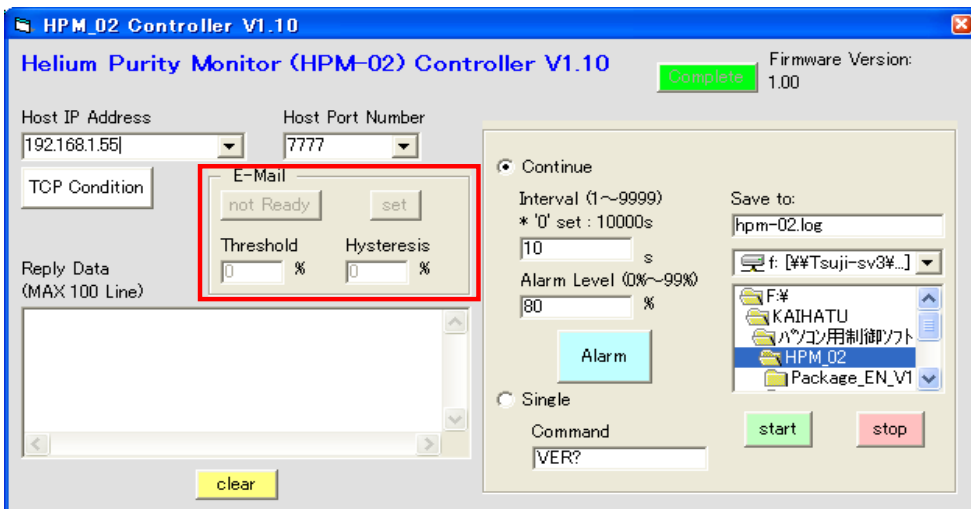 HPM_02 Controller V1.10
Helium Purity Monitor (HPM-02) Controller V1.10
Complete
Firmware Version:
1.00
Host IP Address
192.168.1.55
Host Port Number
7777
TCP Condition
E-Mail
not Ready
set
Threshold
0 %
Hysteresis
0 %
Reply Data
(MAX 100 Line)
clear
Continue
Interval (1～9999)
* '0' set : 10000s
10 s
Alarm Level (0%～99%)
80 %
Alarm
Single
Command
VER?
Save to:
hpm-02.log
f: [¥¥Tsuji-sv3¥...]
F:¥
KAIHATU
パソコン用制御ソフト
HPM_02
Package_EN_V1
start
stop